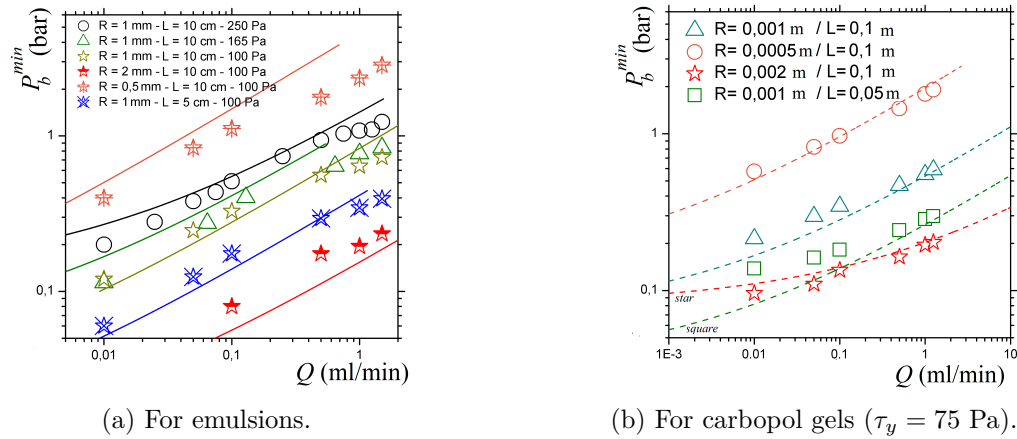 P_b^min (bar)
R = 1 mm - L = 10 cm - 250 Pa
R = 1 mm - L = 10 cm - 165 Pa
R = 1 mm - L = 10 cm - 100 Pa
R = 2 mm - L = 10 cm - 100 Pa
R = 0,5 mm - L = 10 cm - 100 Pa
R = 1 mm - L = 5 cm - 100 Pa
1
0,1
0,01 0,1 1
Q (ml/min)
(a) For emulsions.
P_b^min (bar)
R= 0,001 m / L=0,1 m
R= 0,0005 m / L=0,1 m
R= 0,002 m / L=0,1 m
R= 0,001 m / L=0,05 m
1
0,1
star
square
1E-3 0,01 0,1 1 10
Q (ml/min)
(b) For carbopol gels (τ_y = 75 Pa).